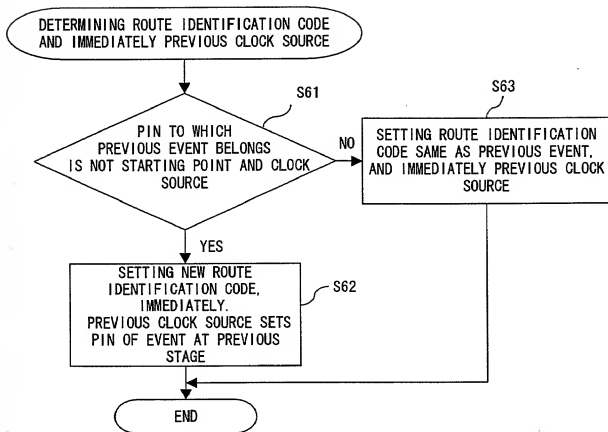 DETERMINING ROUTE IDENTIFICATION CODE
AND IMMEDIATELY PREVIOUS CLOCK SOURCE
S61
PIN TO WHICH
PREVIOUS EVENT BELONGS
IS NOT STARTING POINT AND CLOCK
SOURCE
NO
S63
SETTING ROUTE IDENTIFICATION
CODE SAME AS PREVIOUS EVENT,
AND IMMEDIATELY PREVIOUS CLOCK
SOURCE
YES
SETTING NEW ROUTE
IDENTIFICATION CODE,
IMMEDIATELY.
PREVIOUS CLOCK SOURCE SETS
PIN OF EVENT AT PREVIOUS
STAGE
S62
END